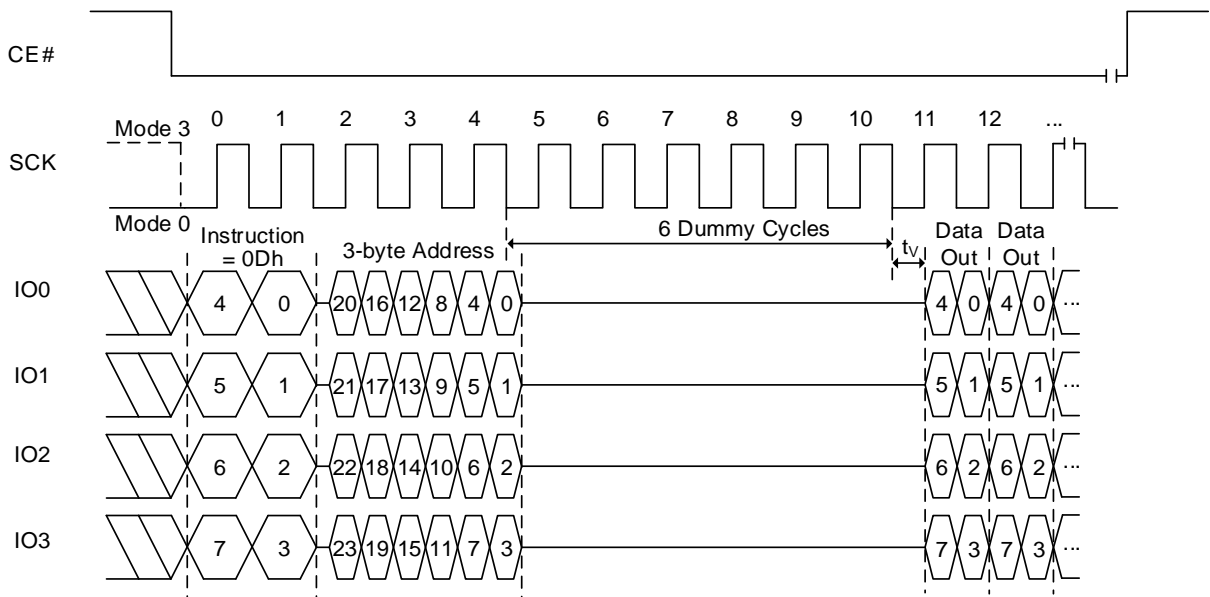 CE#
Mode 3
0 1 2 3 4 5 6 7 8 9 10 11 12 ...
SCK
Mode 0
Instruction
= 0Dh
3-byte Address
6 Dummy Cycles
tV
Data
Out
Data
Out
IO0
4 0 20 16 12 8 4 0 4 0 4 0 ...
IO1
5 1 21 17 13 9 5 1 5 1 5 1 ...
IO2
6 2 22 18 14 10 6 2 6 2 6 2 ...
IO3
7 3 23 19 15 11 7 3 7 3 7 3 ...